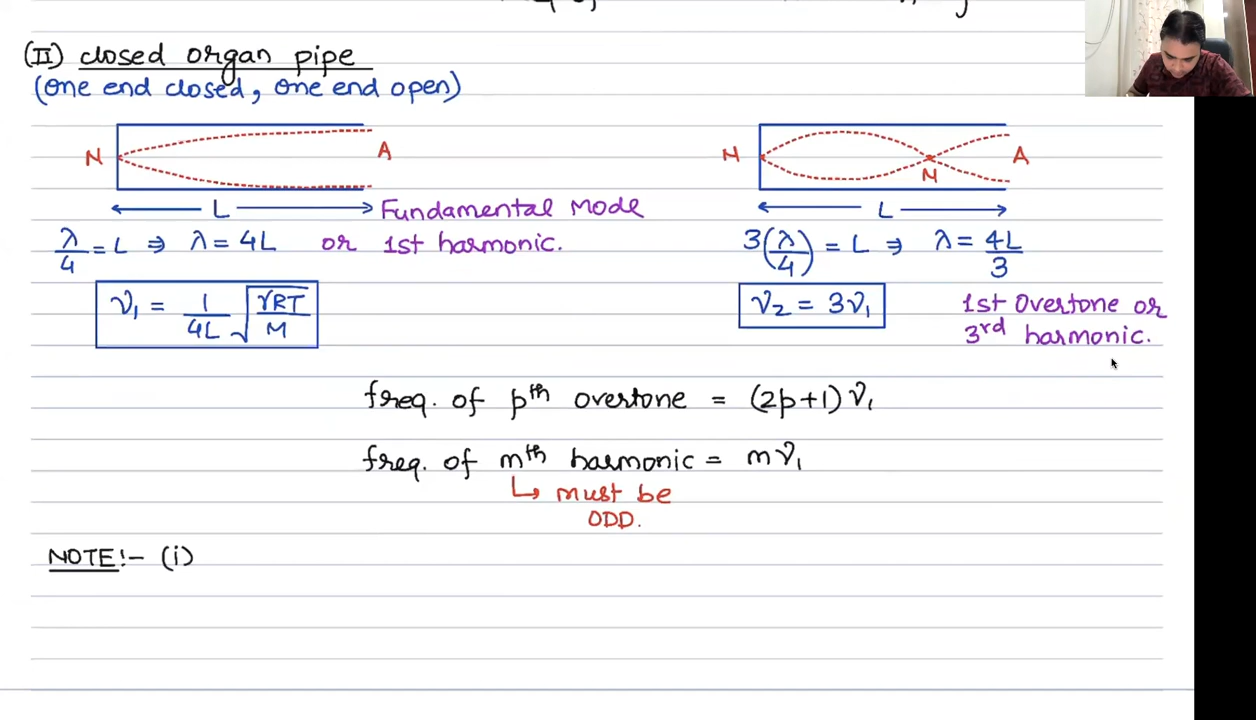 (II) closed organ pipe
(One end closed, one end open)
N A
L
Fundamental Mode
λ/4 = L ⇒ λ = 4L or 1st harmonic.
ν₁ = 1/4L √(γRT/M)
N N A
L
3(λ/4) = L ⇒ λ = 4L/3
ν₂ = 3ν₁
1st Overtone or
3rd harmonic.
freq. of pth overtone = (2p+1) ν₁
freq. of mth harmonic = mν₁
↳ must be
ODD.
NOTE!- (i)